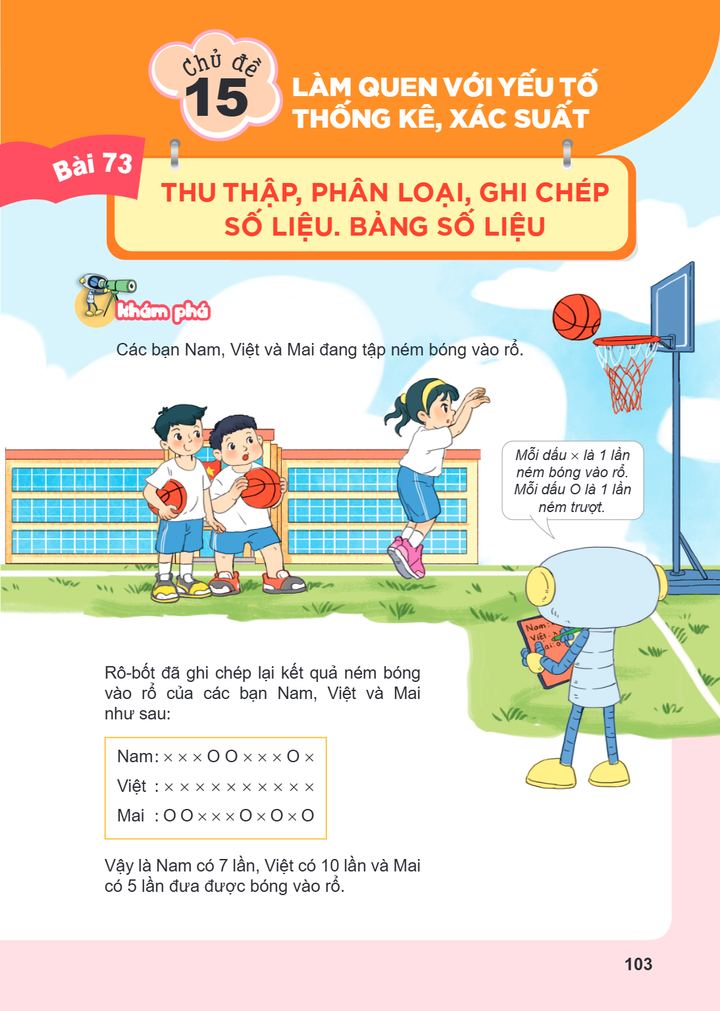 Chủ đề
15
LÀM QUEN VỚI YẾU TỐ
THỐNG KÊ, XÁC SUẤT
Bài 73
THU THẬP, PHÂN LOẠI, GHI CHÉP
SỐ LIỆU. BẢNG SỐ LIỆU
Khám phá
Các bạn Nam, Việt và Mai đang tập ném bóng vào rổ.
Mỗi dấu × là 1 lần
ném bóng vào rổ.
Mỗi dấu O là 1 lần
ném trượt.
Nam:
Việt:
Rô-bốt đã ghi chép lại kết quả ném bóng
vào rổ của các bạn Nam, Việt và Mai
như sau:
Nam: × × × O O × × × O ×
Việt : × × × × × × × × × ×
Mai : O O × × × O × O × O
Vậy là Nam có 7 lần, Việt có 10 lần và Mai
có 5 lần đưa được bóng vào rổ.
103